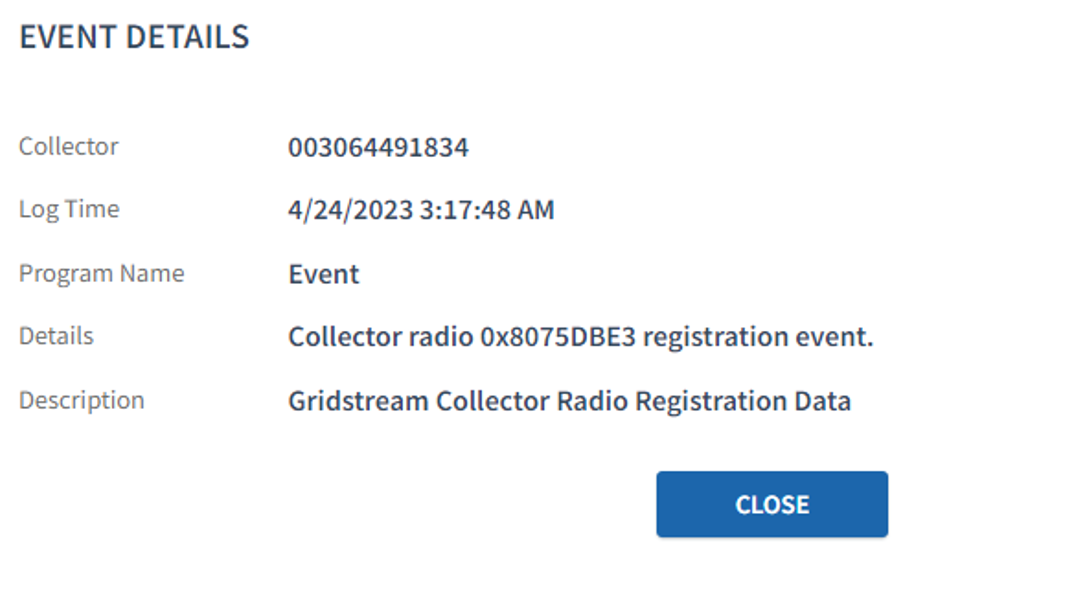 EVENT DETAILS
Collector 003064491834
Log Time 4/24/2023 3:17:48 AM
Program Name Event
Details Collector radio 0x8075DBE3 registration event.
Description Gridstream Collector Radio Registration Data
CLOSE